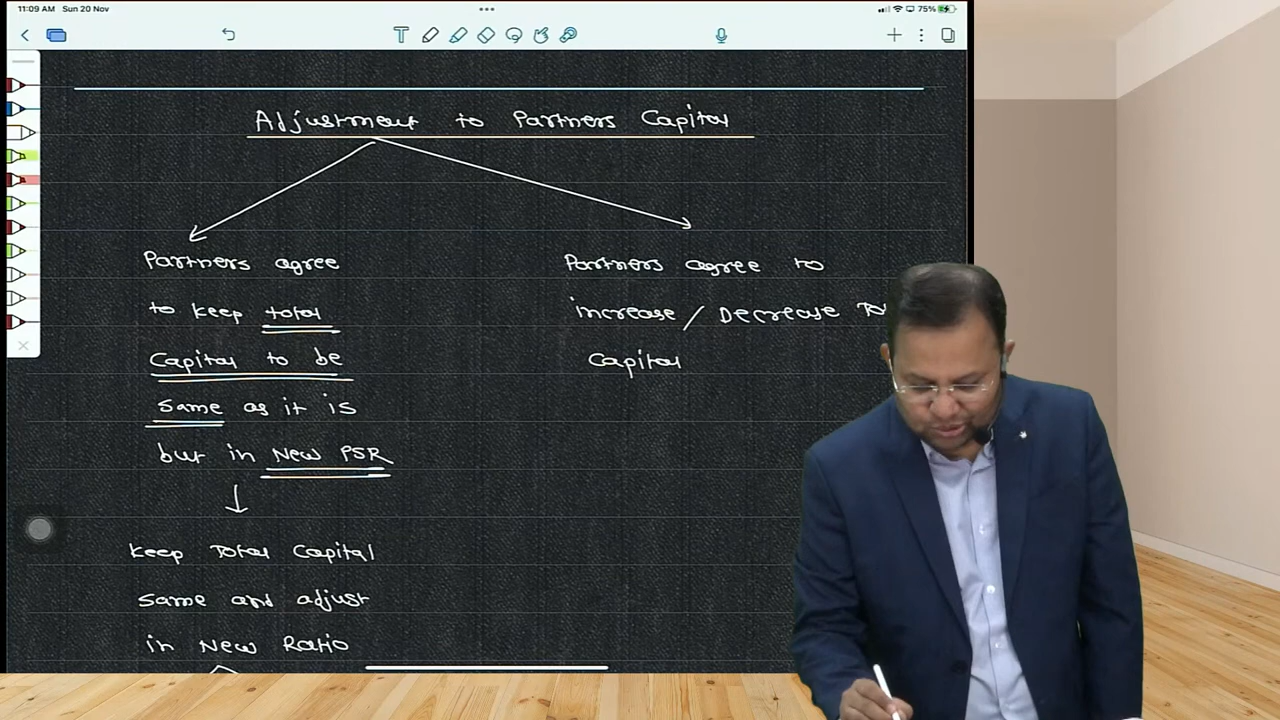 11:09 AM Sun 20 Nov
75%
Adjustment to Partners Capital
Partners agree
to keep total
Capital to be
same as it is
but in New PSR
Keep Total Capital
same and adjust
in New Ratio
Partners agree to
increase / Decrease
Capital